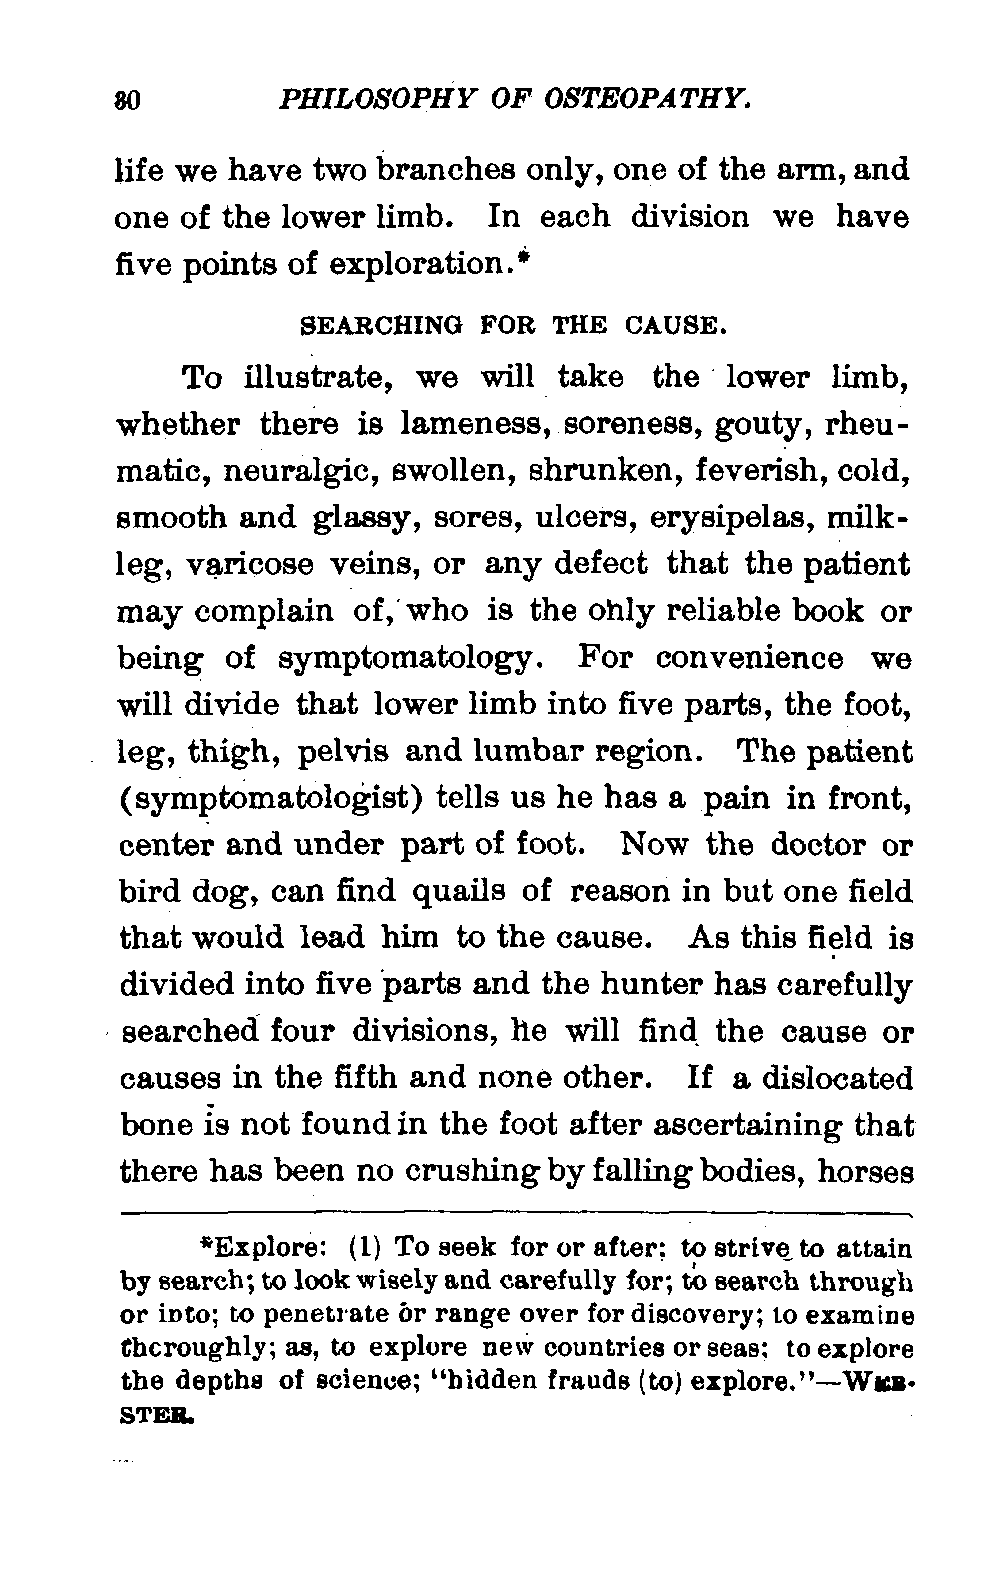 80 PHILOSOPHY OF OSTEOPATHY.
life we have two branches only, one of the arm, and
one of the lower limb. In each division we have
five points of exploration.*
SEARCHING FOR THE CAUSE.
To illustrate, we will take the lower limb,
whether there is lameness, soreness, gouty, rheu-
matic, neuralgic, swollen, shrunken, feverish, cold,
smooth and glassy, sores, ulcers, erysipelas, milk-
leg, varicose veins, or any defect that the patient
may complain of, who is the only reliable book or
being of symptomatology. For convenience we
will divide that lower limb into five parts, the foot,
leg, thigh, pelvis and lumbar region. The patient
(symptomatologist) tells us he has a pain in front,
center and under part of foot. Now the doctor or
bird dog, can find quails of reason in but one field
that would lead him to the cause. As this field is
divided into five parts and the hunter has carefully
searched four divisions, he will find the cause or
causes in the fifth and none other. If a dislocated
bone is not found in the foot after ascertaining that
there has been no crushing by falling bodies, horses
*Explore: (1) To seek for or after; to strive to attain
by search; to look wisely and carefully for; to search through
or into; to penetrate or range over for discovery; to examine
thoroughly; as, to explore new countries or seas; to explore
the depths of science; "hidden frauds (to) explore."—WEB-
STER.